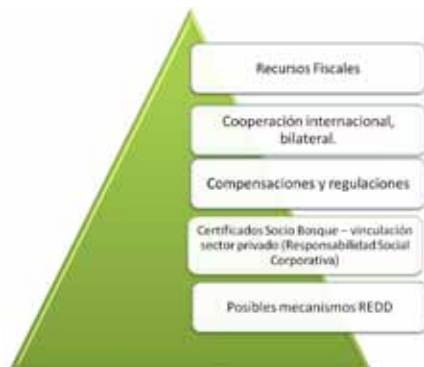 Recursos Fiscales
Cooperación internacional,
bilateral.
Compensaciones y regulaciones
Certificados Socio Bosque – vinculación
sector privado (Responsabilidad Social
Corporativa)
Posibles mecanismos REDD